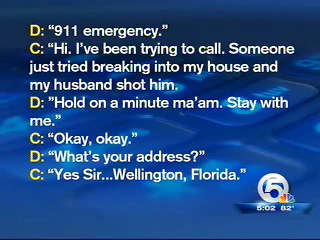 D: “911 emergency.”
C: “Hi. I've been trying to call. Someone
just tried breaking into my house and
my husband shot him.
D: ”Hold on a minute ma'am. Stay with
me.”
C: “Okay, okay.”
D: “What's your address?”
C: “Yes Sir...Wellington, Florida.”
5
5:02 82°